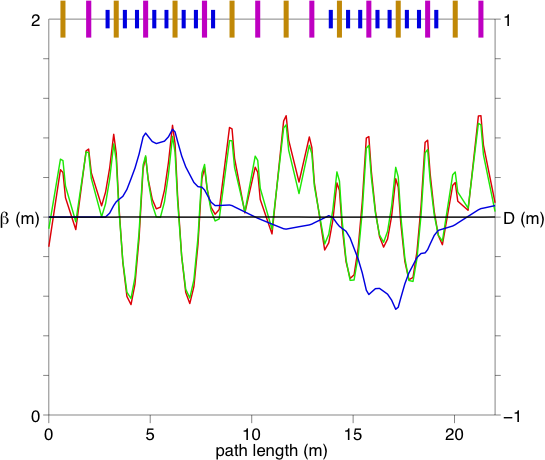 2 1
β (m) D (m)
0 −1
0 5 10 15 20
path length (m)